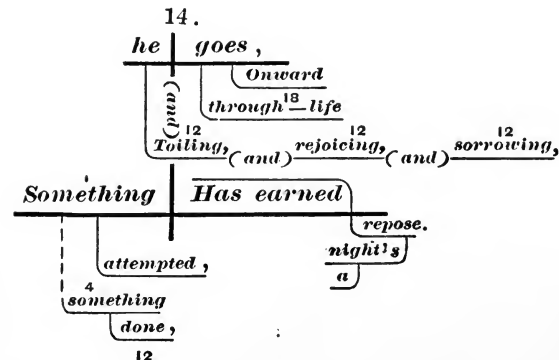 14.
he goes,
Onward
through 18 life
(and)
12 12 12
Toiling, (and) rejoicing, (and) sorrowing,
Something Has earned
repose.
night's
attempted,
a
4
something
done,
12